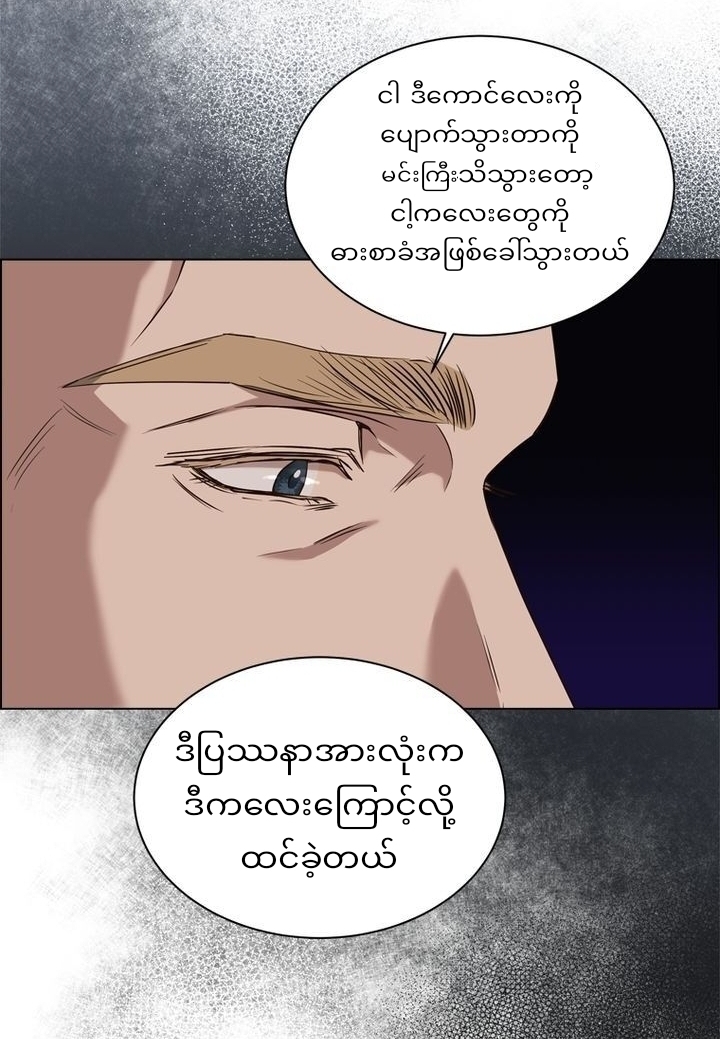 ငါ ဒီကောင်လေးကို
ပျောက်သွားတာကို
မင်းကြီးသိသွားတော့
ငါ့ကလေးတွေကို
ဓားစာခံအဖြစ်ခေါ်သွားတယ်
ဒီပြဿနာအားလုံးက
ဒီကလေးကြောင့်လို့
ထင်ခဲ့တယ်